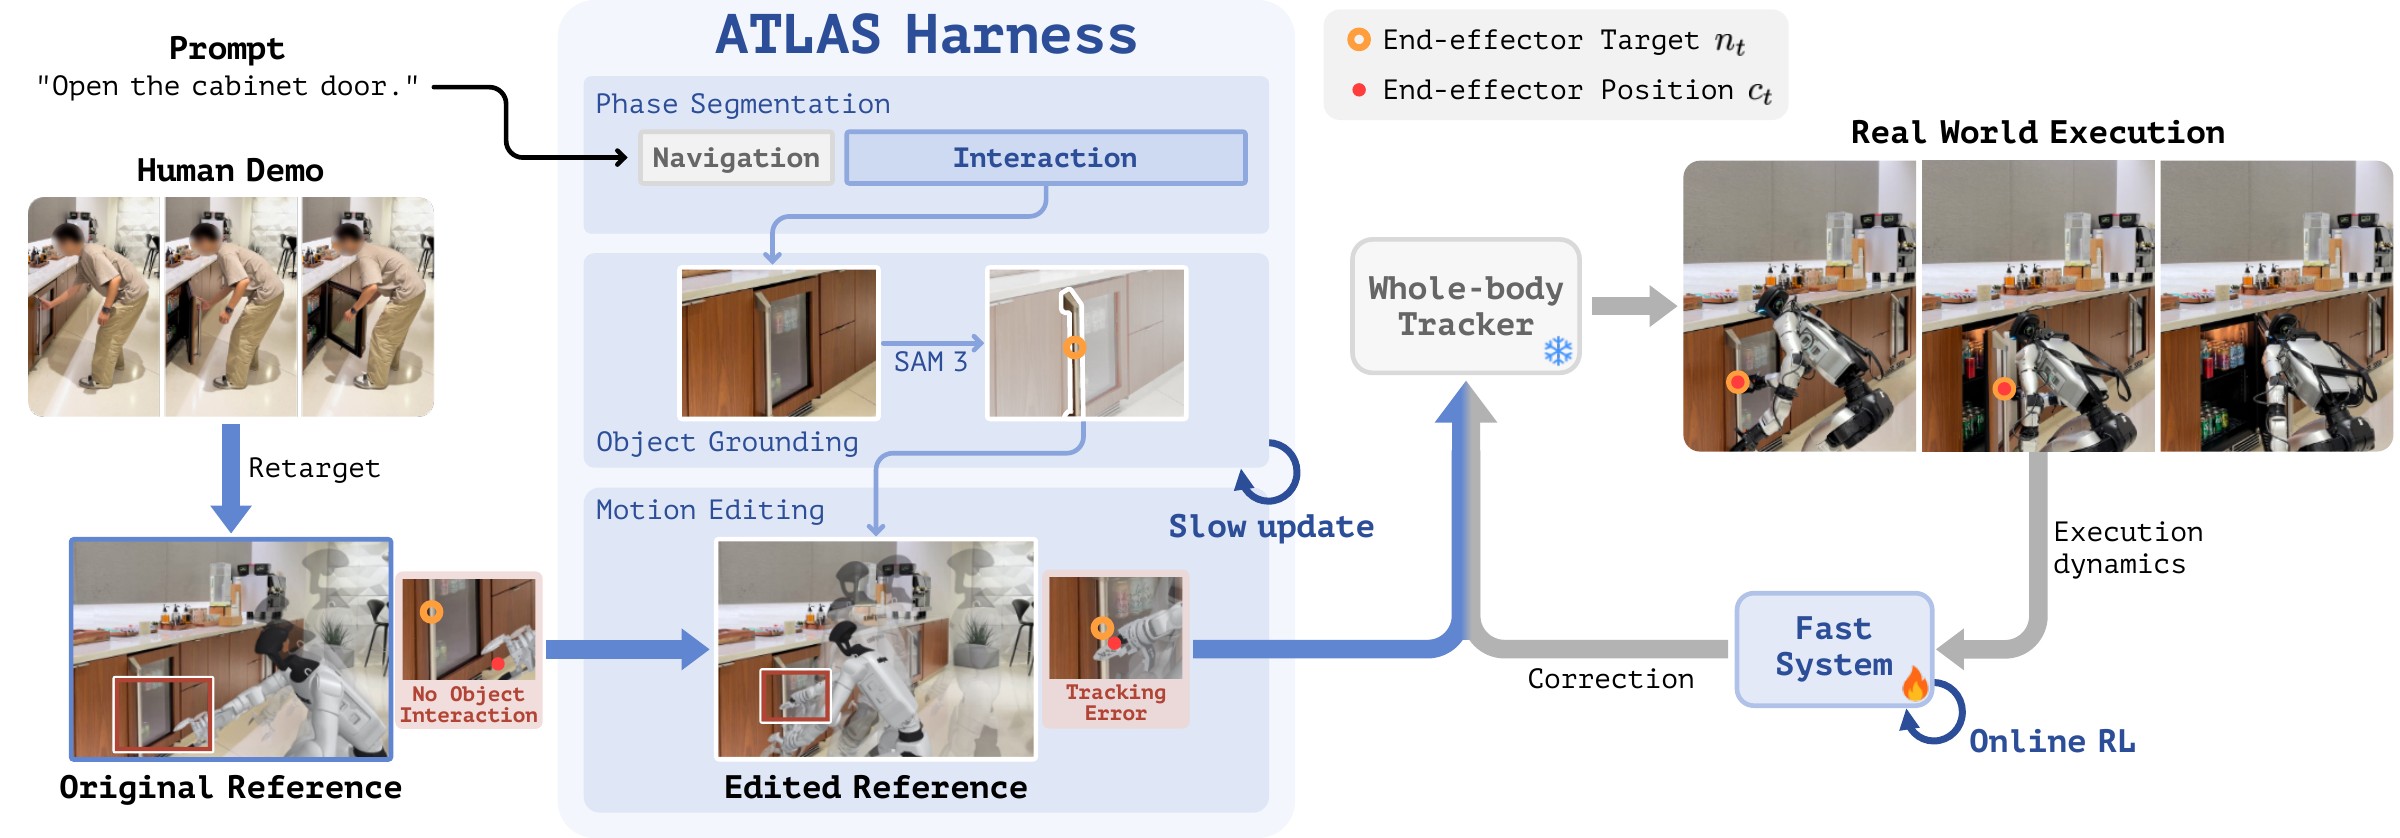 ATLAS Harness
Prompt
"Open the cabinet door."
Human Demo
Retarget
Original Reference
No Object
Interaction
Phase Segmentation
Navigation
Interaction
SAM 3
Object Grounding
Motion Editing
Edited Reference
Tracking
Error
Slow update
End-effector Target n_t
End-effector Position c_t
Whole-body
Tracker
Real World Execution
Execution
dynamics
Fast
System
Correction
Online RL